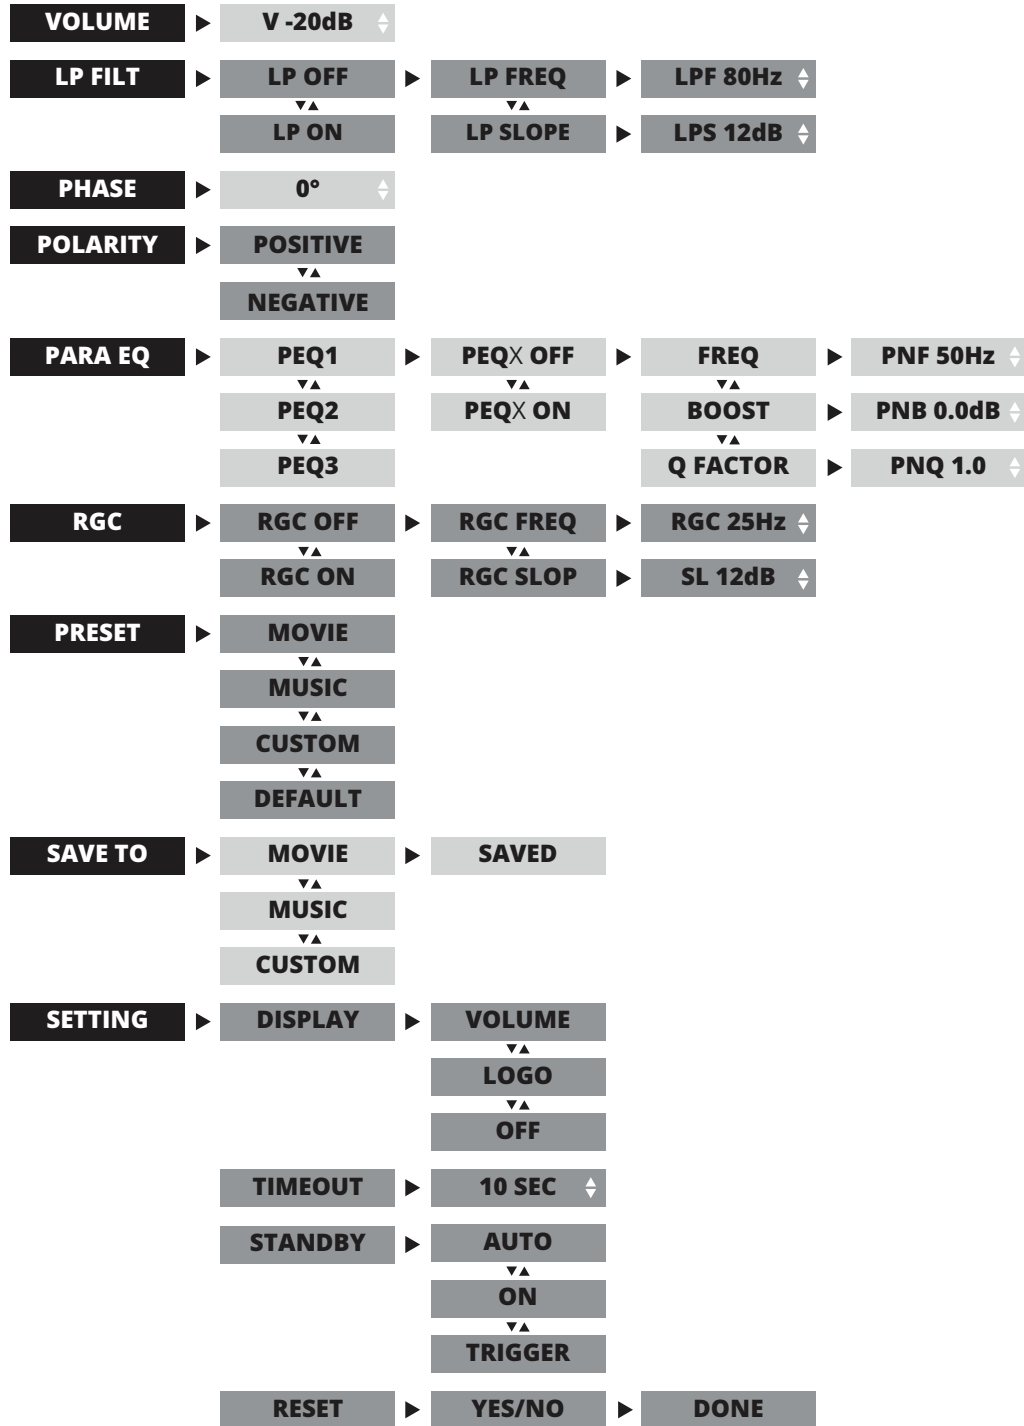 VOLUME V -20dB
LP FILT LP OFF LP FREQ LPF 80Hz
LP ON LP SLOPE LPS 12dB
PHASE 0°
POLARITY POSITIVE
NEGATIVE
PARA EQ PEQ1 PEQX OFF FREQ PNF 50Hz
PEQ2 PEQX ON BOOST PNB 0.0dB
PEQ3 Q FACTOR PNQ 1.0
RGC RGC OFF RGC FREQ RGC 25Hz
RGC ON RGC SLOP SL 12dB
PRESET MOVIE
MUSIC
CUSTOM
DEFAULT
SAVE TO MOVIE SAVED
MUSIC
CUSTOM
SETTING DISPLAY VOLUME
LOGO
OFF
TIMEOUT 10 SEC
STANDBY AUTO
ON
TRIGGER
RESET YES/NO DONE